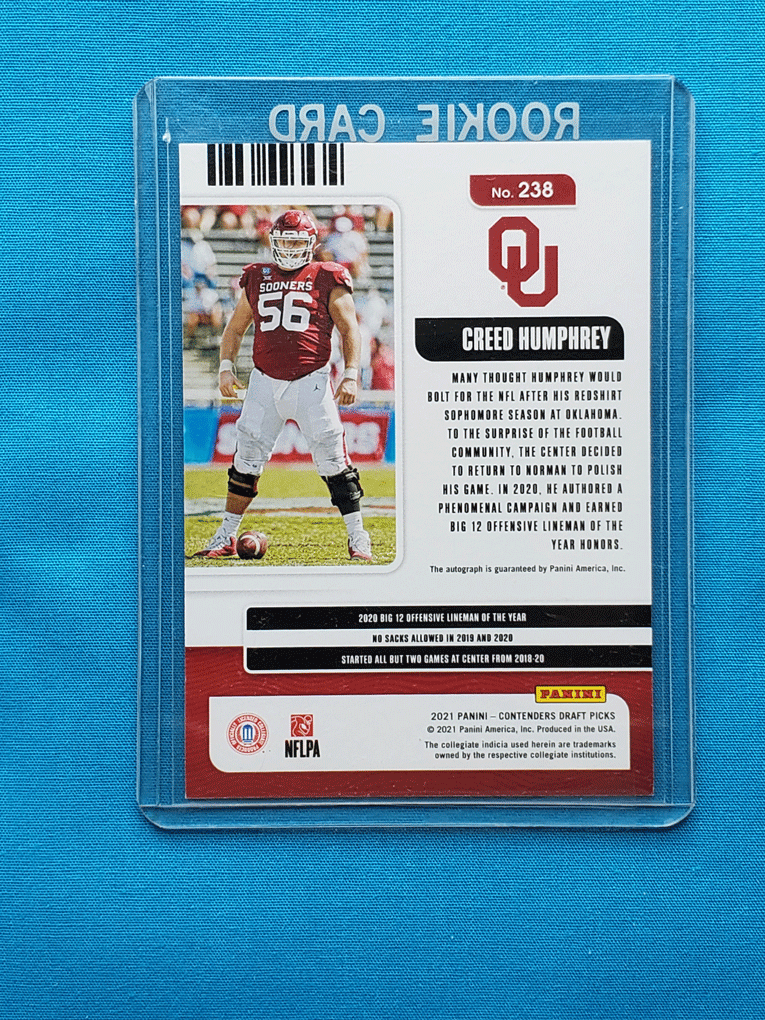 ROOKIE CARD
No. 238
OU
®
SOONERS
56
CREED HUMPHREY
MANY THOUGHT HUMPHREY WOULD
BOLT FOR THE NFL AFTER HIS REDSHIRT
SOPHOMORE SEASON AT OKLAHOMA.
TO THE SURPRISE OF THE FOOTBALL
COMMUNITY, THE CENTER DECIDED
TO RETURN TO NORMAN TO POLISH
HIS GAME. IN 2020, HE AUTHORED A
PHENOMENAL CAMPAIGN AND EARNED
BIG 12 OFFENSIVE LINEMAN OF THE
YEAR HONORS.
The autograph is guaranteed by Panini America, Inc.
2020 BIG 12 OFFENSIVE LINEMAN OF THE YEAR
NO SACKS ALLOWED IN 2019 AND 2020
STARTED ALL BUT TWO GAMES AT CENTER FROM 2018-20
PANINI
2021 PANINI – CONTENDERS DRAFT PICKS
© 2021 Panini America, Inc. Produced in the USA.
The collegiate indicia used herein are trademarks
owned by the respective collegiate institutions.
OFFICIALLY LICENSED COLLEGIATE PRODUCTS
NFLPA